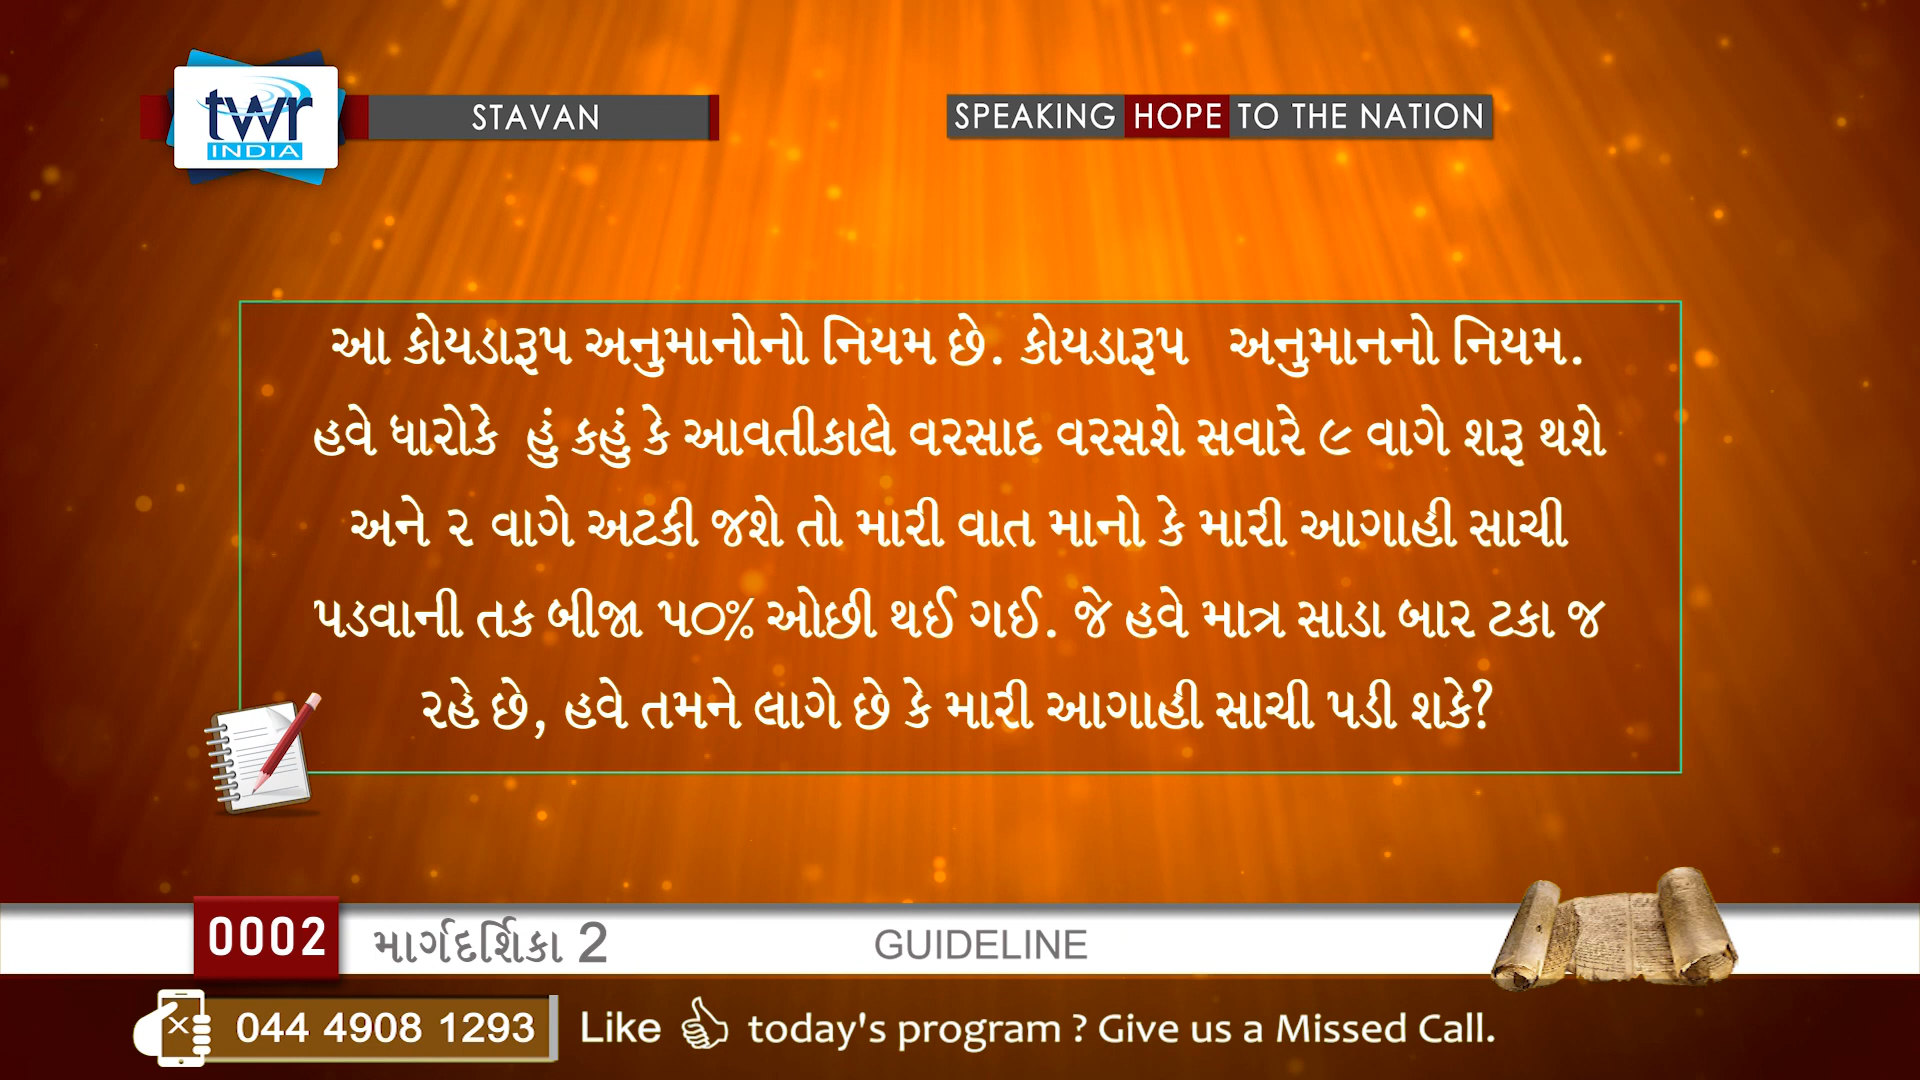 twr
INDIA
STAVAN
SPEAKING HOPE TO THE NATION
આ કોયડારૂપ અનુમાનોનો નિયમ છે. કોયડારૂપ અનુમાનનો નિયમ.
હવે ધારોકે હું કહું કે આવતીકાલે વરસાદ વરસશે સવારે ૯ વાગે શરૂ થશે
અને ૨ વાગે અટકી જશે તો મારી વાત માનો કે મારી આગાહી સાચી
પડવાની તક બીજા ૫૦% ઓછી થઈ ગઈ. જે હવે માત્ર સાડા બાર ટકા જ
રહે છે, હવે તમને લાગે છે કે મારી આગાહી સાચી પડી શકે?
0002 માર્ગદર્શિકા 2 GUIDELINE
044 4908 1293 Like today's program ? Give us a Missed Call.